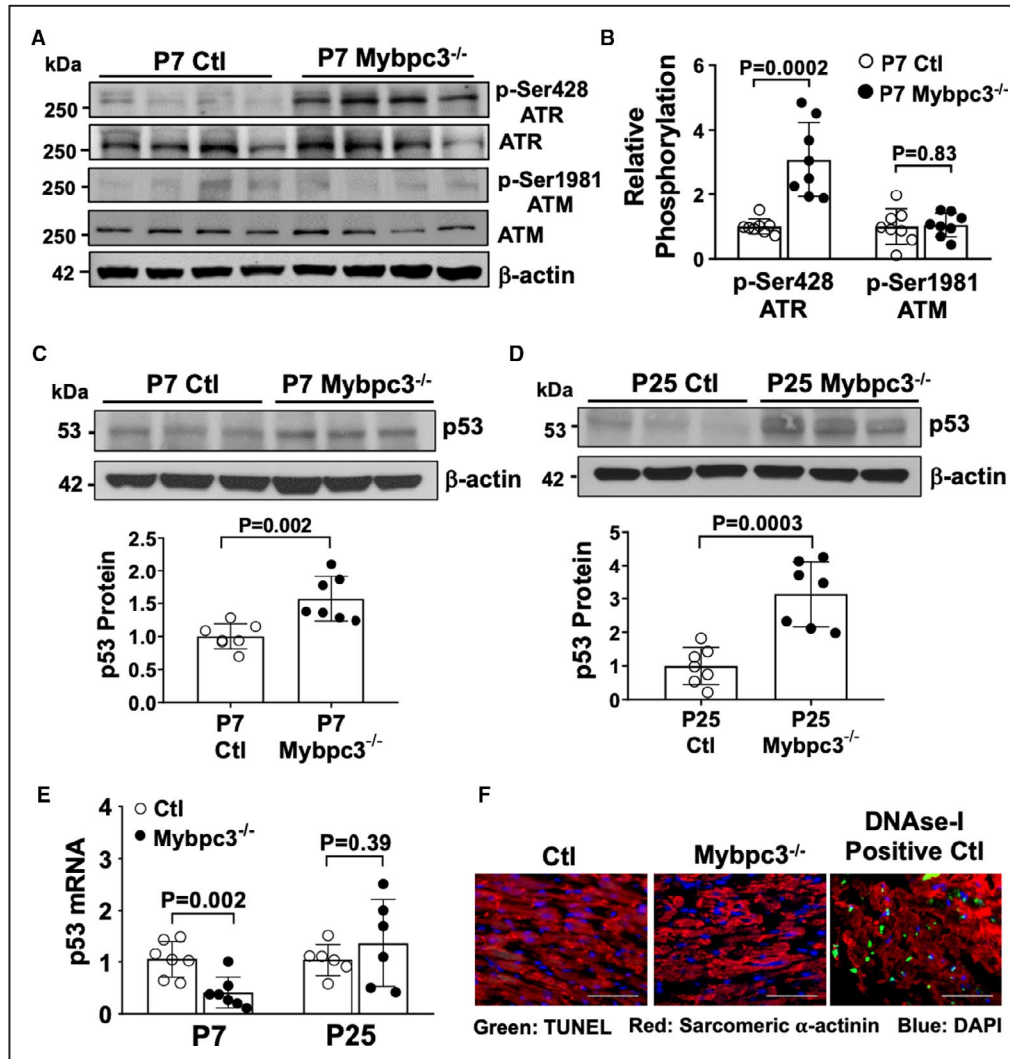 A
kDa
P7 Ctl
P7 Mybpc3-/-
250
p-Ser428
ATR
250
ATR
p-Ser1981
ATM
250
ATM
42
β-actin
B
P=0.0002
P7 Ctl
P7 Mybpc3-/-
P=0.83
Relative
Phosphorylation
6
4
2
0
p-Ser428
ATR
p-Ser1981
ATM
C
kDa
P7 Ctl
P7 Mybpc3-/-
53
p53
42
β-actin
P=0.002
p53 Protein
2.5
2.0
1.5
1.0
0.5
0.0
P7
Ctl
P7
Mybpc3-/-
D
kDa
P25 Ctl
P25 Mybpc3-/-
53
p53
42
β-actin
P=0.0003
p53 Protein
5
4
3
2
1
0
P25
Ctl
P25
Mybpc3-/-
E
Ctl
Mybpc3-/-
P=0.39
P=0.002
p53 mRNA
4
3
2
1
0
P7
P25
F
Ctl
Mybpc3-/-
DNAse-I
Positive Ctl
Green: TUNEL Red: Sarcomeric α-actinin Blue: DAPI